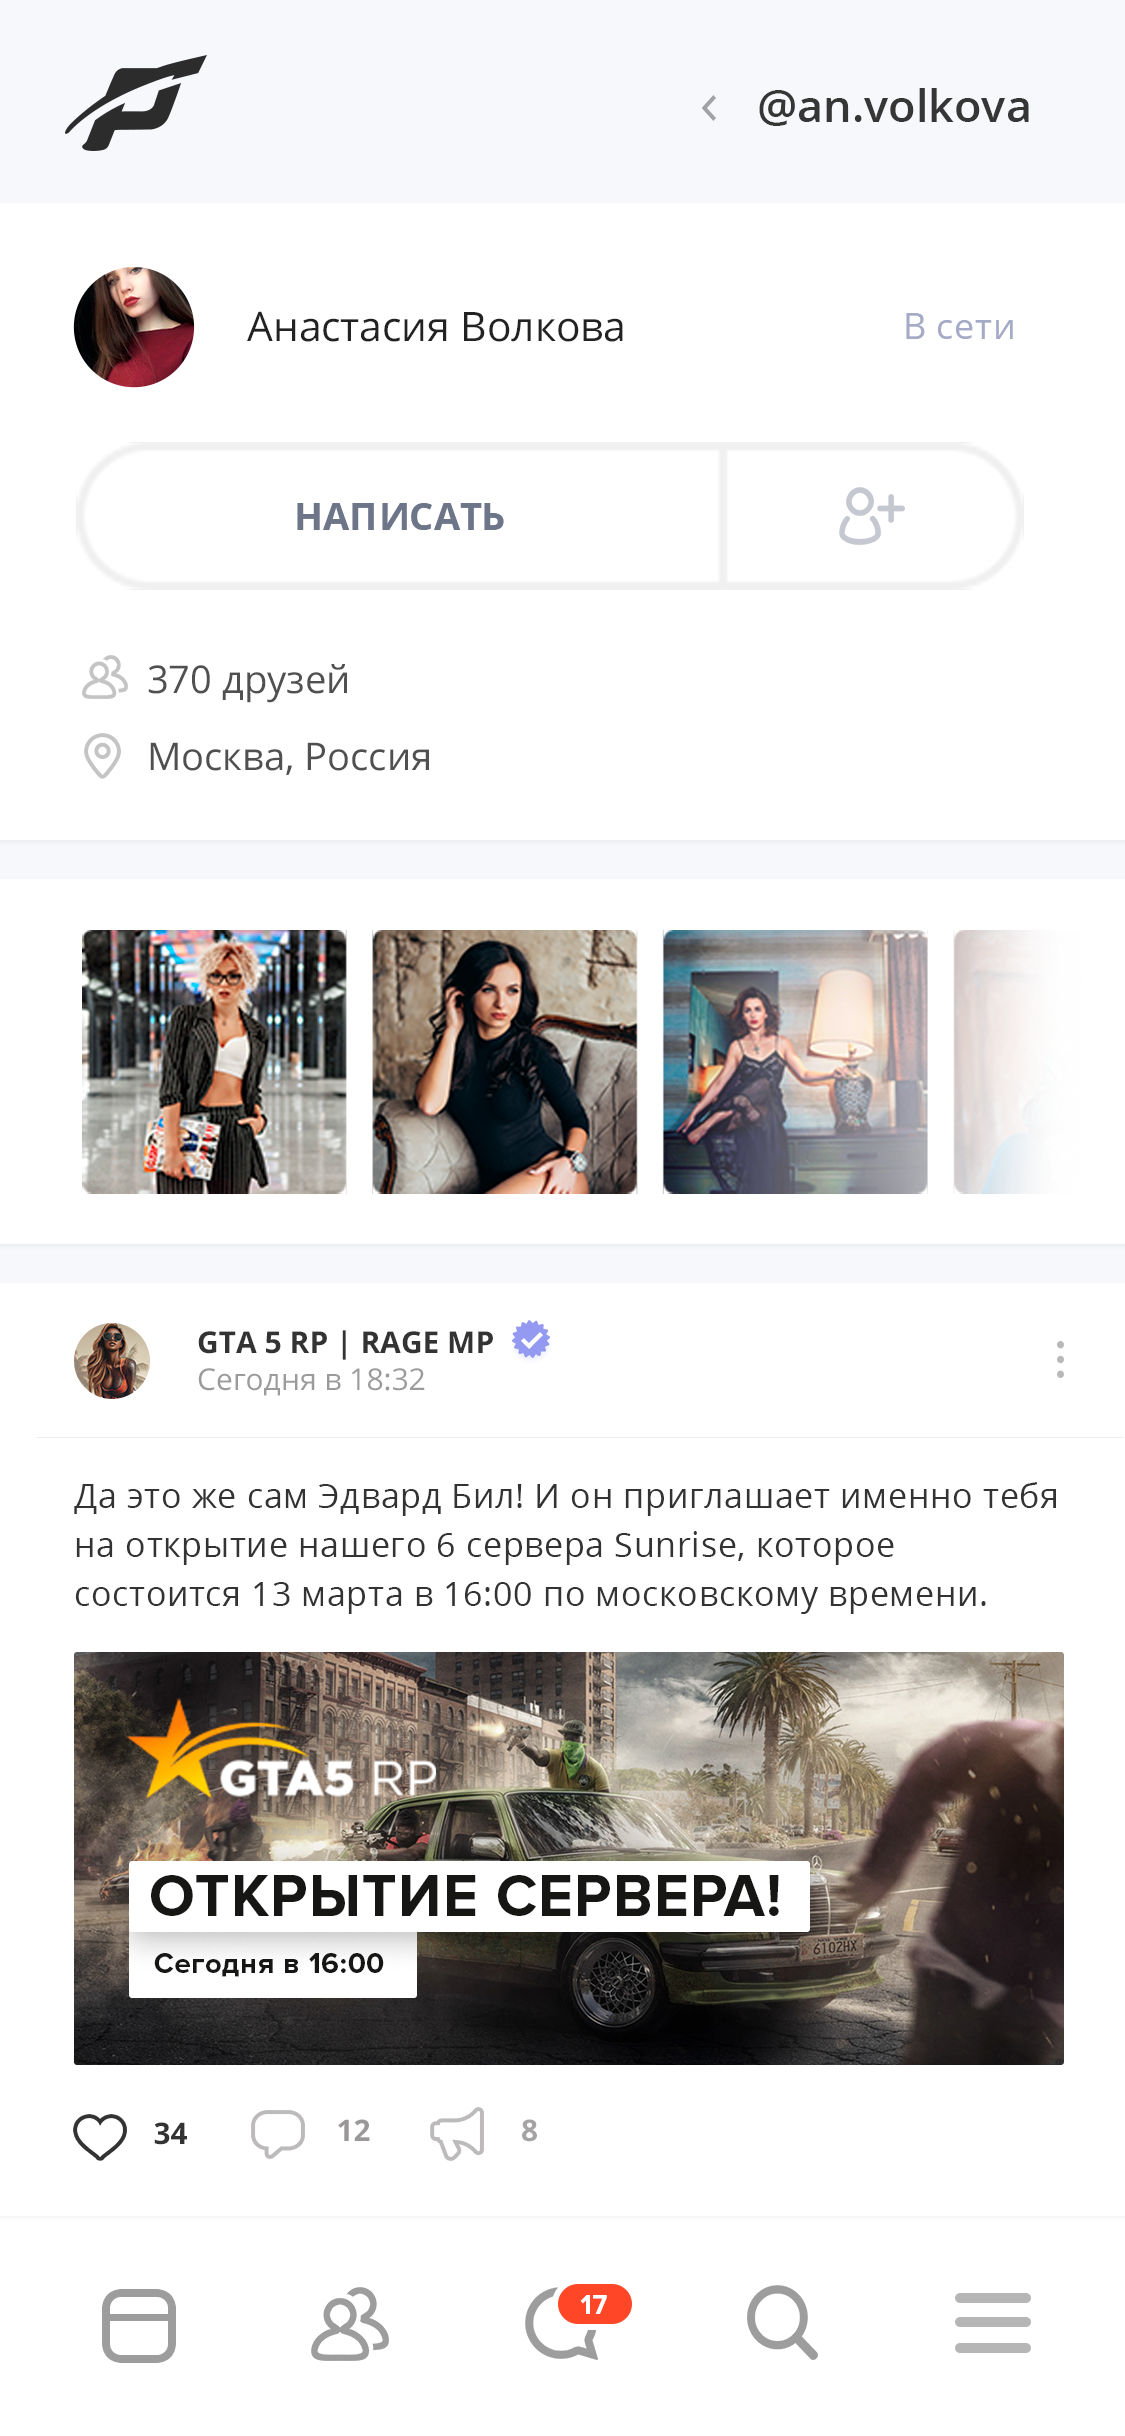 @an.volkova
Анастасия Волкова
В сети
НАПИСАТЬ
370 друзей
Москва, Россия
GTA 5 RP | RAGE MP
Сегодня в 18:32
Да это же сам Эдвард Бил! И он приглашает именно тебя
на открытие нашего 6 сервера Sunrise, которое
состоится 13 марта в 16:00 по московскому времени.
GTA5 RP
ОТКРЫТИЕ СЕРВЕРА!
Сегодня в 16:00
6102HX
34
12
8
17